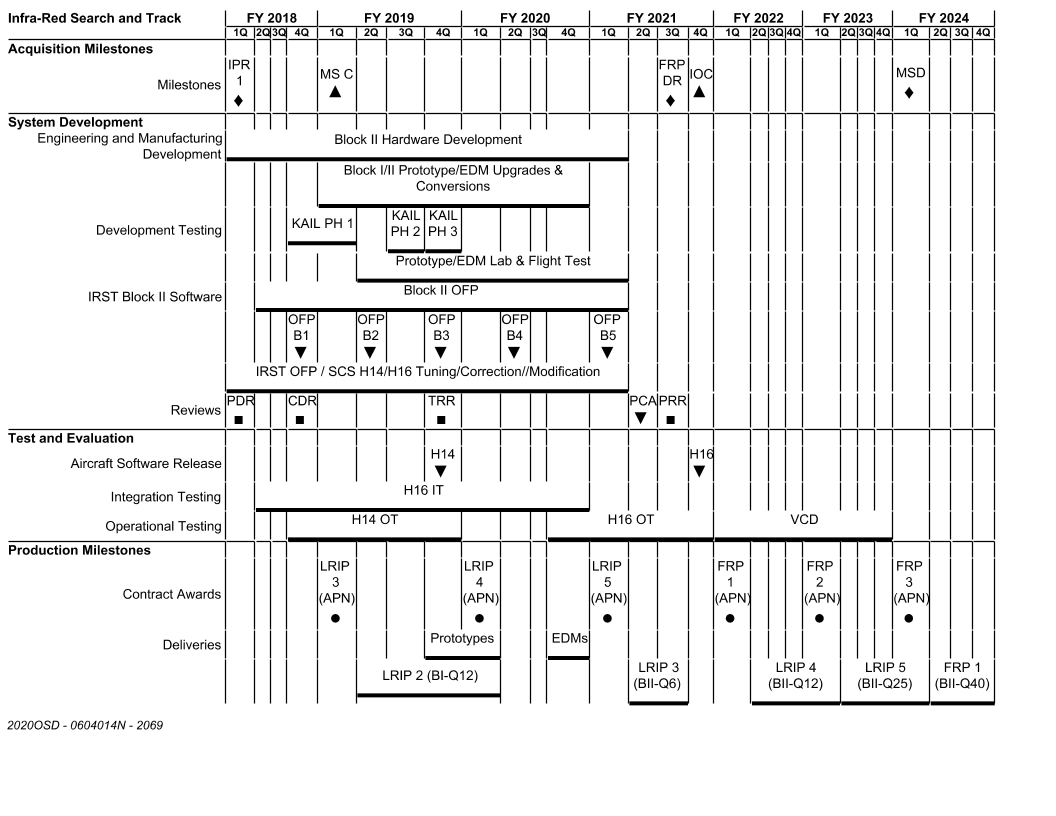 Infra-Red Search and Track
FY 2018 FY 2019 FY 2020 FY 2021 FY 2022 FY 2023 FY 2024
1Q 2Q 3Q 4Q 1Q 2Q 3Q 4Q 1Q 2Q 3Q 4Q 1Q 2Q 3Q 4Q 1Q 2Q 3Q 4Q 1Q 2Q 3Q 4Q 1Q 2Q 3Q 4Q
Acquisition Milestones
Milestones
IPR
1
MS C
FRP
DR
IOC
MSD
System Development
Engineering and Manufacturing
Development
Block II Hardware Development
Block I/II Prototype/EDM Upgrades &
Conversions
Development Testing
KAIL PH 1
KAIL
PH 2
KAIL
PH 3
Prototype/EDM Lab & Flight Test
IRST Block II Software
Block II OFP
OFP
B1
OFP
B2
OFP
B3
OFP
B4
OFP
B5
IRST OFP / SCS H14/H16 Tuning/Correction//Modification
Reviews
PDR
CDR
TRR
PCA
PRR
Test and Evaluation
Aircraft Software Release
H14
H16
Integration Testing
H16 IT
Operational Testing
H14 OT
H16 OT
VCD
Production Milestones
Contract Awards
LRIP
3
(APN)
LRIP
4
(APN)
LRIP
5
(APN)
FRP
1
(APN)
FRP
2
(APN)
FRP
3
(APN)
Deliveries
Prototypes
EDMs
LRIP 2 (BI-Q12)
LRIP 3
(BII-Q6)
LRIP 4
(BII-Q12)
LRIP 5
(BII-Q25)
FRP 1
(BII-Q40)
2020OSD - 0604014N - 2069